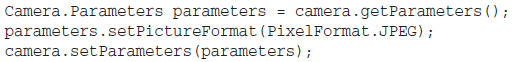 Camera.Parameters parameters = camera.getParameters();
parameters.setPictureFormat(PixelFormat.JPEG);
camera.setParameters(parameters);